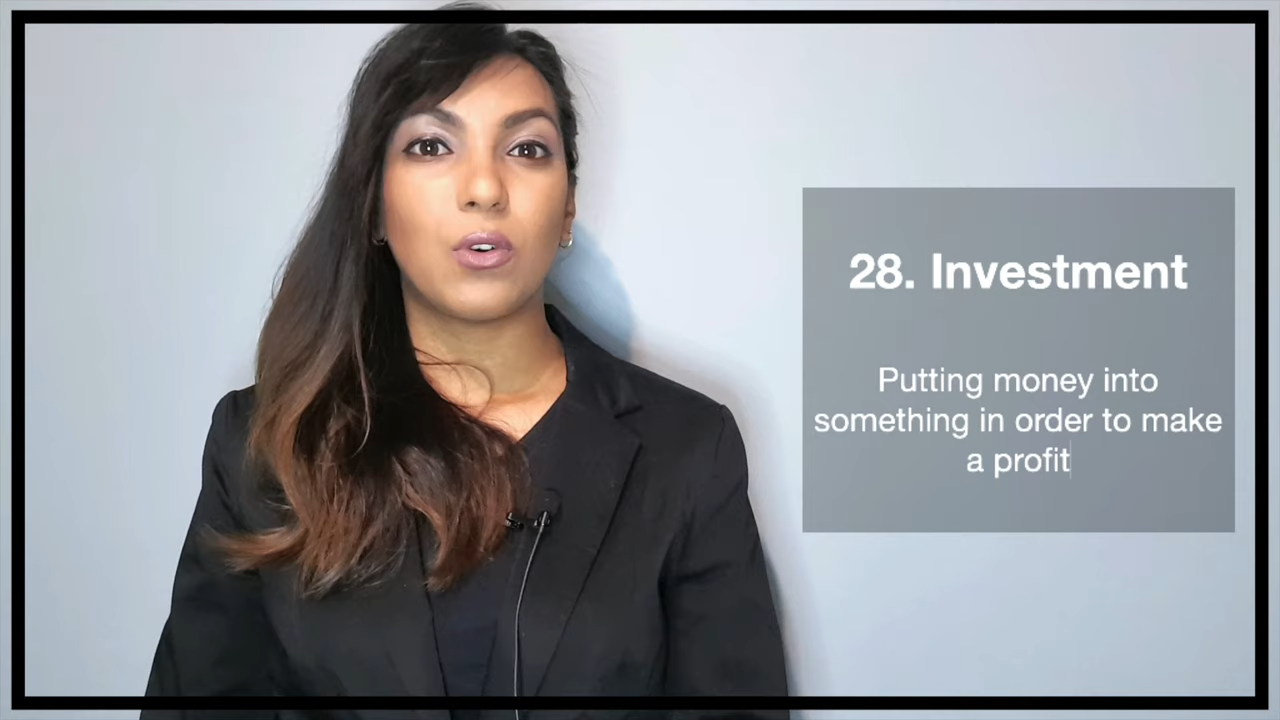 28. Investment
Putting money into
something in order to make
a profit